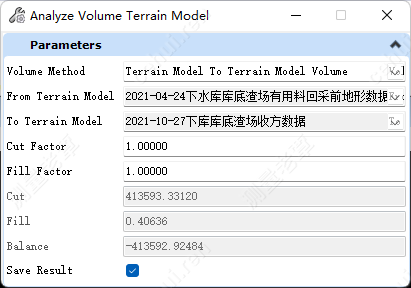 Analyze Volume Terrain Model
Parameters
Volume Method Terrain Model To Terrain Model Volume
From Terrain Model 2021-04-24下水库库底渣场有用料回采前地形数据
To Terrain Model 2021-10-27下库库底渣场收方数据
Cut Factor 1.00000
Fill Factor 1.00000
Cut 413593.33120
Fill 0.40636
Balance -413592.92484
Save Result